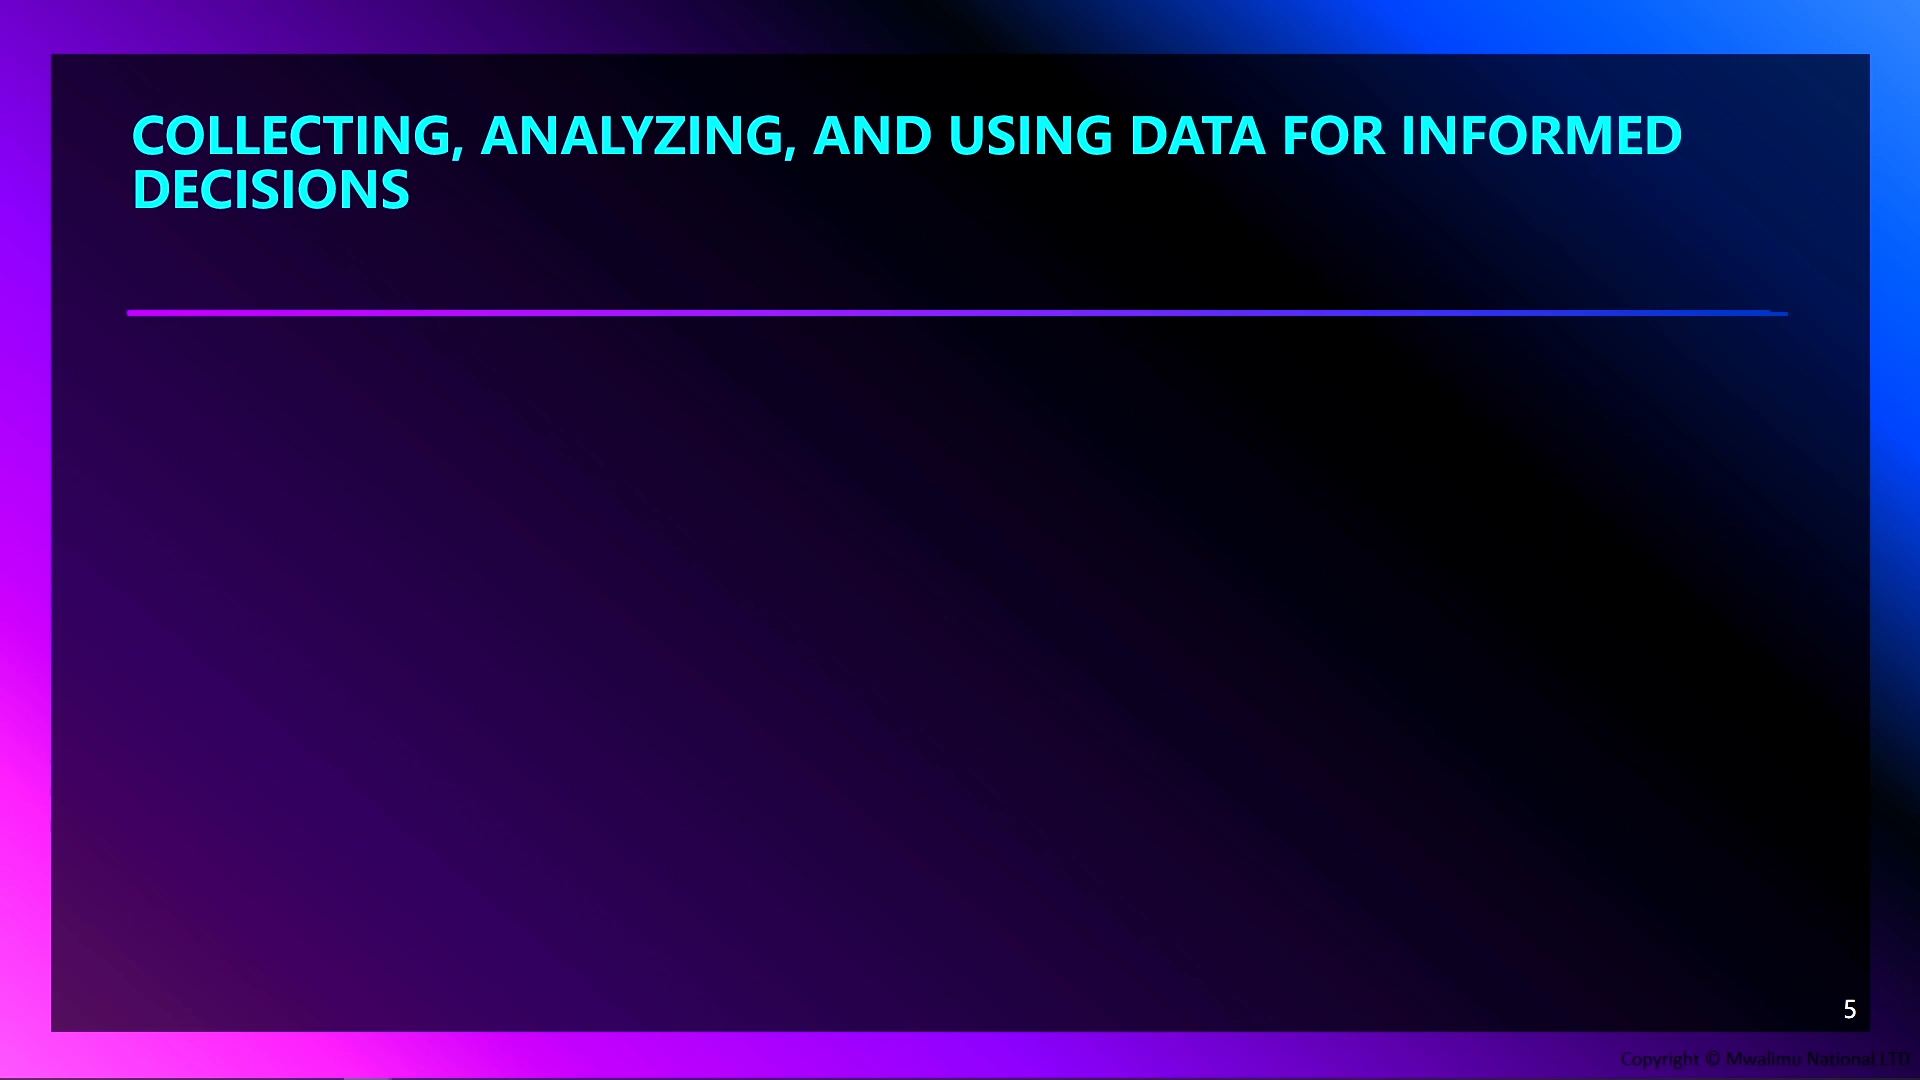 COLLECTING, ANALYZING, AND USING DATA FOR INFORMED
DECISIONS
5
Copyright © Mwalimu National LTD